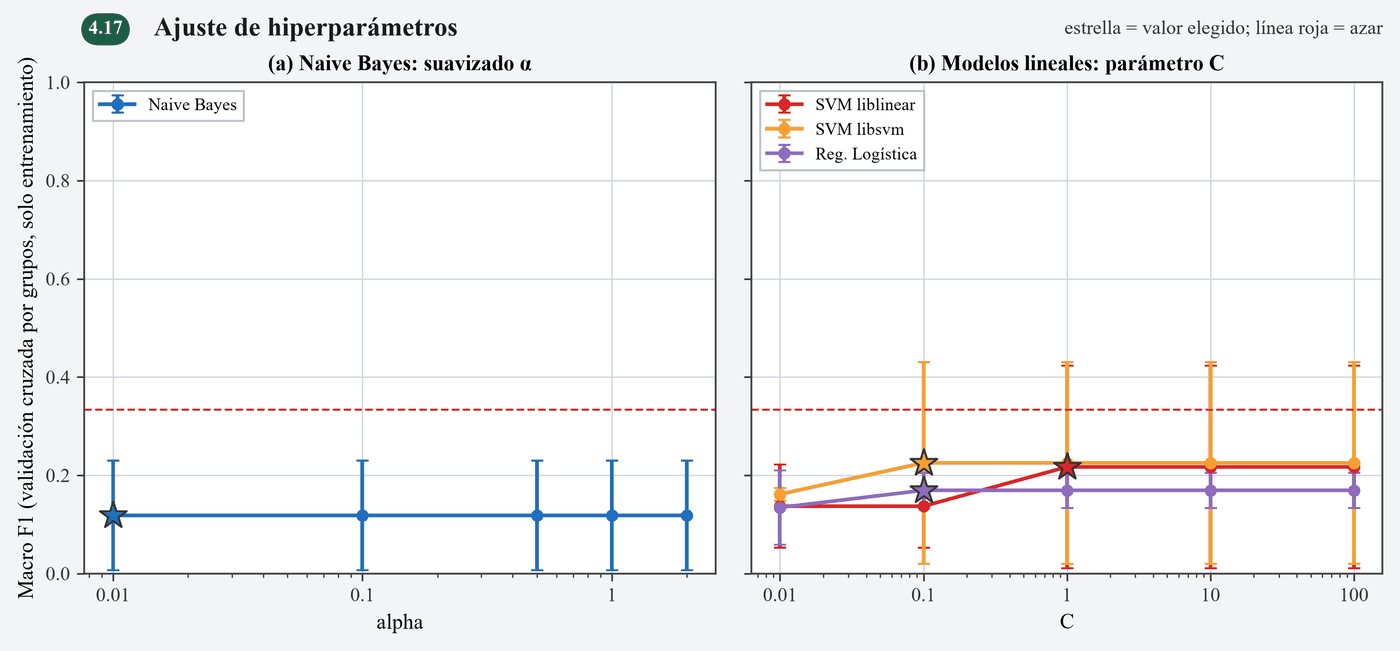 4.17 Ajuste de hiperparámetros
estrella = valor elegido; línea roja = azar
(a) Naive Bayes: suavizado α
Naive Bayes
Macro F1 (validación cruzada por grupos, solo entrenamiento)
1.0
0.8
0.6
0.4
0.2
0.0
0.01 0.1 1
alpha
(b) Modelos lineales: parámetro C
SVM liblinear
SVM libsvm
Reg. Logística
0.01 0.1 1 10 100
C